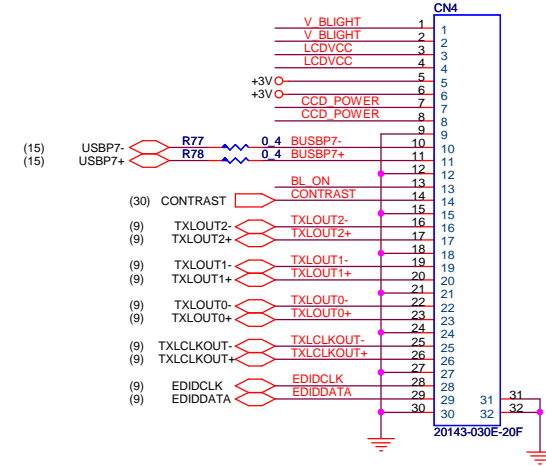 CN4
V_BLIGHT 1 1
V_BLIGHT 2 2
LCDVCC 3 3
LCDVCC 4 4
+3V 5 5
+3V 6 6
CCD_POWER 7 7
CCD_POWER 8 8
9 9
(15) USBP7- R77 0_4 BUSBP7- 10 10
(15) USBP7+ R78 0_4 BUSBP7+ 11 11
12 12
BL_ON 13 13
(30) CONTRAST CONTRAST 14 14
15 15
(9) TXLOUT2- TXLOUT2- 16 16
(9) TXLOUT2+ TXLOUT2+ 17 17
18 18
(9) TXLOUT1- TXLOUT1- 19 19
(9) TXLOUT1+ TXLOUT1+ 20 20
21 21
(9) TXLOUT0- TXLOUT0- 22 22
(9) TXLOUT0+ TXLOUT0+ 23 23
24 24
(9) TXLCLKOUT- TXLCLKOUT- 25 25
(9) TXLCLKOUT+ TXLCLKOUT+ 26 26
27 27
(9) EDIDCLK EDIDCLK 28 28
(9) EDIDDATA EDIDDATA 29 29 31 31
30 30 32 32
20143-030E-20F